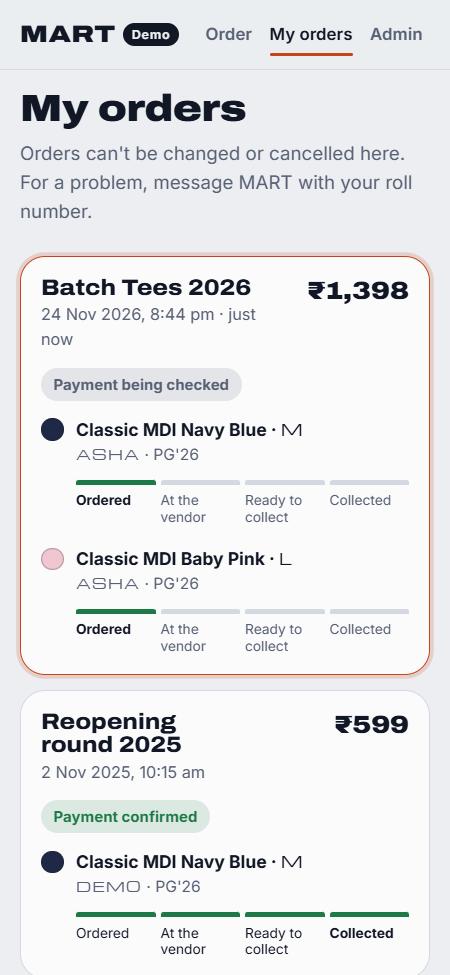 MART Demo Order My orders Admin
My orders
Orders can't be changed or cancelled here.
For a problem, message MART with your roll
number.
Batch Tees 2026 ₹1,398
24 Nov 2026, 8:44 pm · just
now
Payment being checked
Classic MDI Navy Blue · M
ASHA · PG'26
Ordered At the vendor Ready to collect Collected
Classic MDI Baby Pink · L
ASHA · PG'26
Ordered At the vendor Ready to collect Collected
Reopening
round 2025 ₹599
2 Nov 2025, 10:15 am
Payment confirmed
Classic MDI Navy Blue · M
DEMO · PG'26
Ordered At the vendor Ready to collect Collected